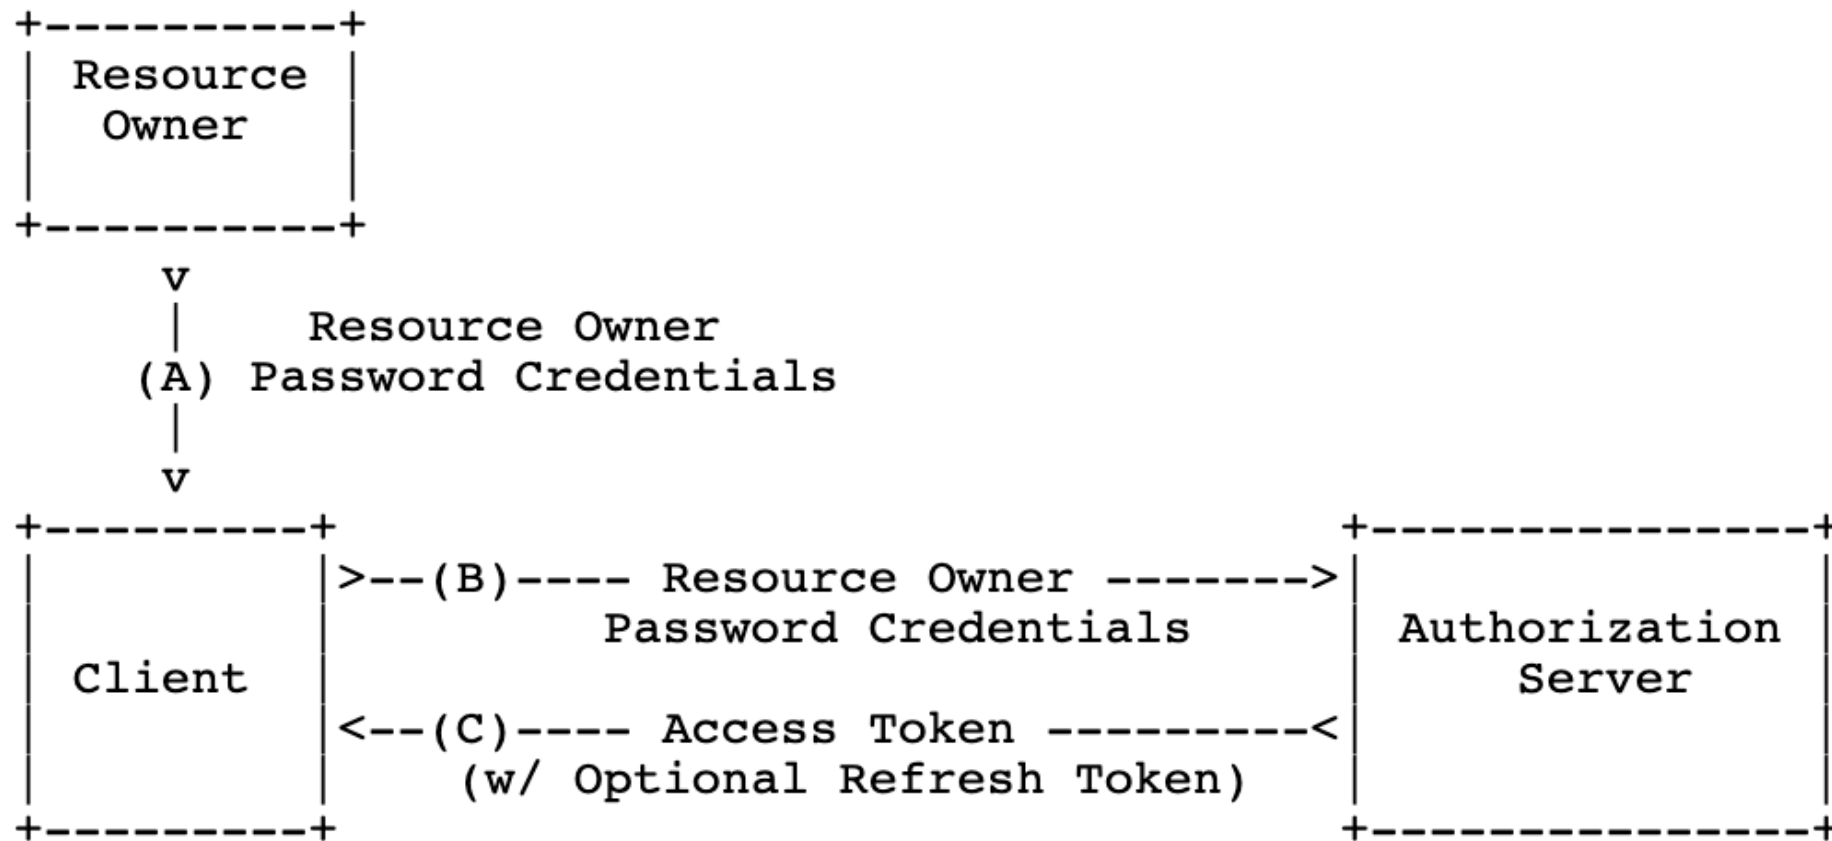 +----------+
| Resource |
|  Owner   |
|          |
+----------+
     v
     |    Resource Owner
    (A) Password Credentials
     |
     v
+---------+                                  +---------------+
|         |>--(B)---- Resource Owner ------->|               |
|         |         Password Credentials     | Authorization |
| Client  |                                  |     Server    |
|         |<--(C)---- Access Token ---------<|               |
|         |    (w/ Optional Refresh Token)   |               |
+---------+                                  +---------------+